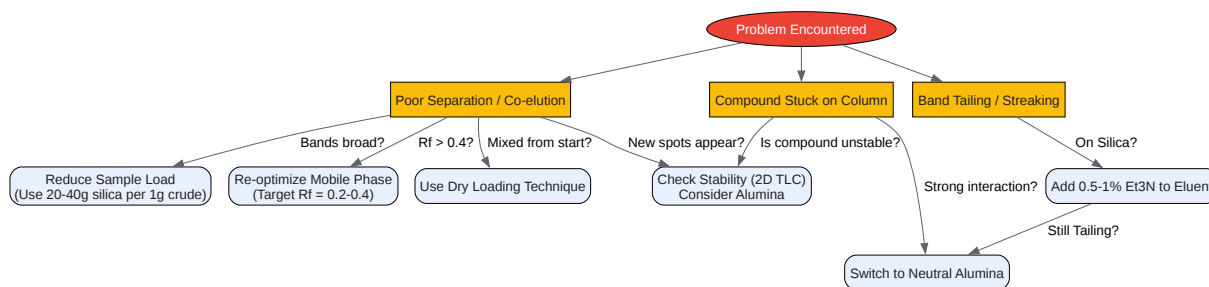 Problem Encountered
Poor Separation / Co-elution
Compound Stuck on Column
Band Tailing / Streaking
Bands broad?
Rf > 0.4?
Mixed from start?
New spots appear?
Is compound unstable?
On Silica?
Reduce Sample Load
(Use 20-40g silica per 1g crude)
Re-optimize Mobile Phase
(Target Rf = 0.2-0.4)
Use Dry Loading Technique
Check Stability (2D TLC)
Consider Alumina
Strong interaction?
Add 0.5-1% Et3N to Eluent
Still Tailing?
Switch to Neutral Alumina